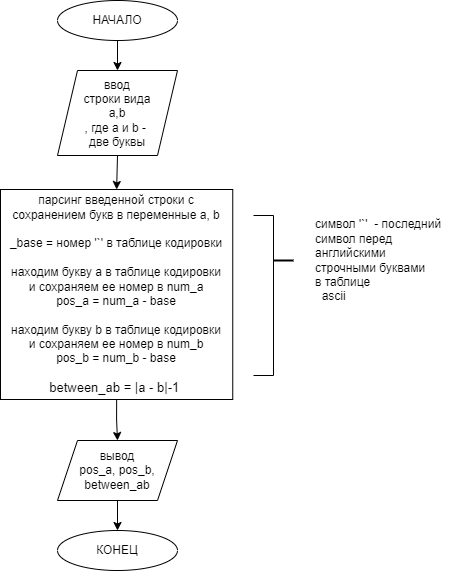 НАЧАЛО
ввод
строки вида
a,b
, где a и b -
две буквы
парсинг введенной строки с
сохранением букв в переменные a, b
_base = номер '`' в таблице кодировки
находим букву a в таблице кодировки
и сохраняем ее номер в num_a
pos_a = num_a - base
находим букву b в таблице кодировки
и сохраняем ее номер в num_b
pos_b = num_b - base
between_ab = |a - b|-1
символ '`' - последний
символ перед
английскими
строчными буквами
в таблице
ascii
вывод
pos_a, pos_b,
between_ab
КОНЕЦ